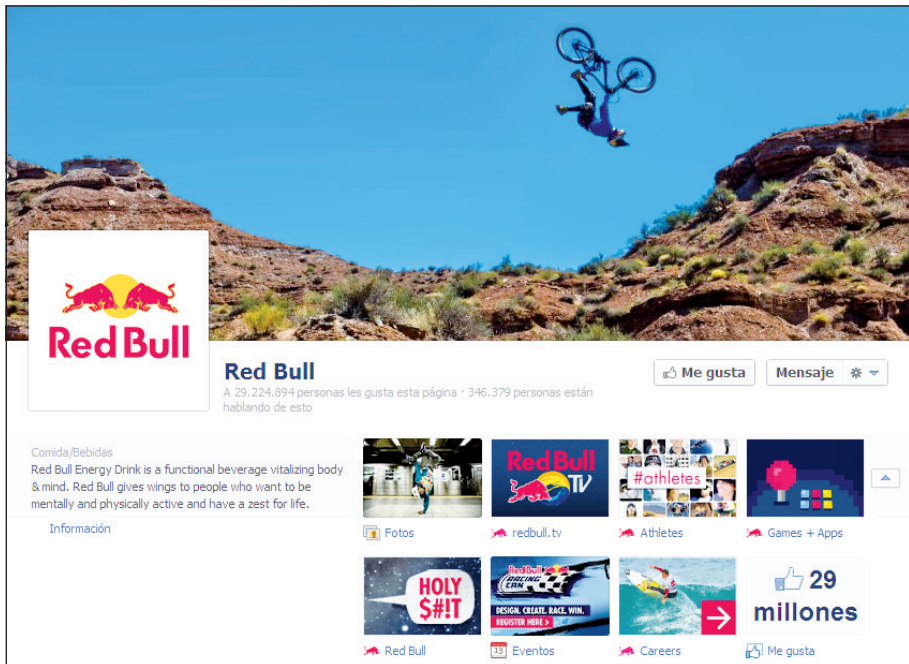 Red Bull
Red Bull
A 29.224.894 personas les gusta esta página · 346.379 personas están
hablando de esto
Me gusta
Mensaje
Comida/Bebidas
Red Bull Energy Drink is a functional beverage vitalizing body
& mind. Red Bull gives wings to people who want to be
mentally and physically active and have a zest for life.
Información
Red Bull
TV
#athletes
Fotos
redbull.tv
Athletes
Games + Apps
HOLY
$#!T
Red Bull
RACING
CAN
DESIGN. CREATE. RACE. WIN.
REGISTER HERE >
29
millones
Red Bull
13
Eventos
Careers
Me gusta